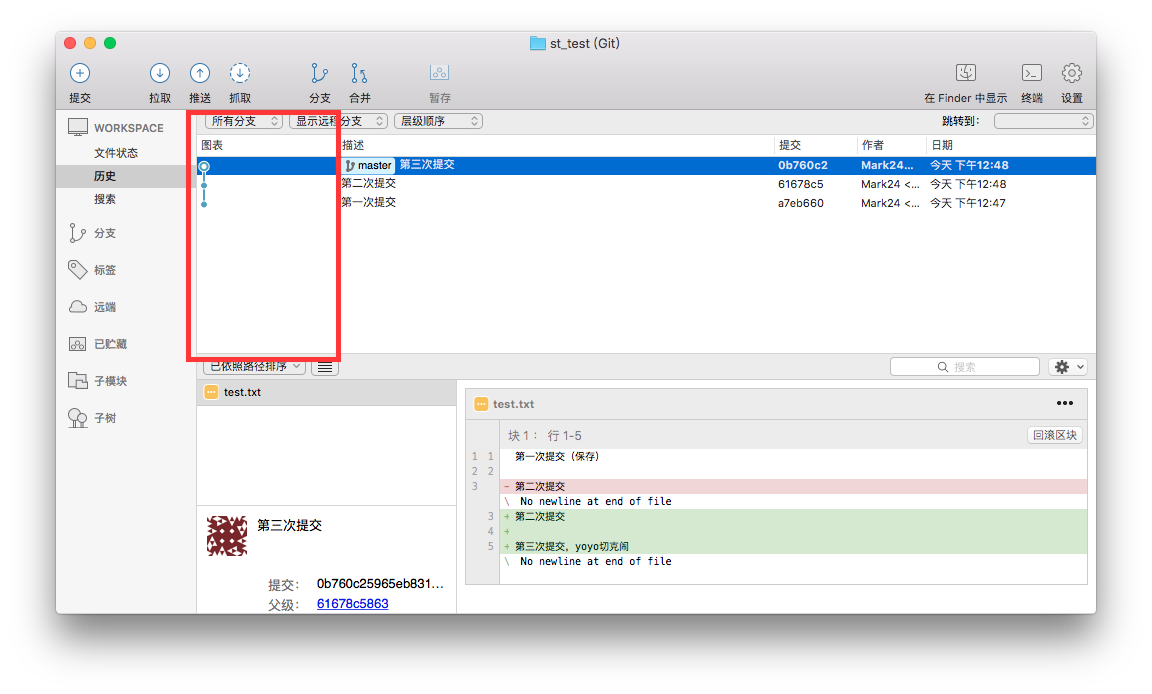 st_test (Git)
提交 拉取 推送 抓取 分支 合并 暂存 在 Finder 中显示 终端 设置
WORKSPACE
文件状态
历史
搜索
分支
标签
远端
已贮藏
子模块
子树
所有分支 显示远程分支 层级顺序 跳转到:
图表 描述 提交 作者 日期
master 第三次提交 0b760c2 Mark24... 今天 下午12:48
第二次提交 61678c5 Mark24 <... 今天 下午12:48
第一次提交 a7eb660 Mark24 <... 今天 下午12:47
已依照路径排序 搜索
test.txt
第三次提交
提交: 0b760c25965eb831...
父级: 61678c5863
test.txt •••
块 1: 行 1-5 回滚区块
1 1 第一次提交（保存）
2 2
3 - 第二次提交
\ No newline at end of file
3 + 第二次提交
4 +
5 + 第三次提交，yoyo切克闹
\ No newline at end of file